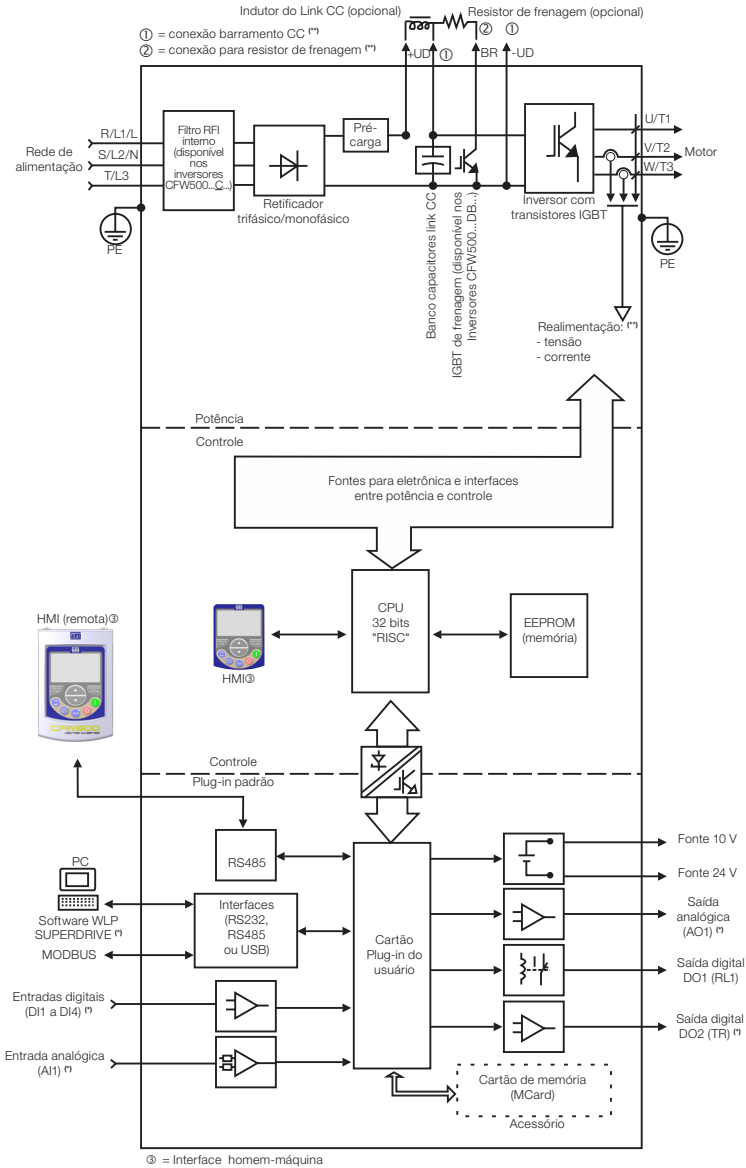 Indutor do Link CC (opcional)
Resistor de frenagem (opcional)
① = conexão barramento CC (**)
② = conexão para resistor de frenagem (**)
② ①
+UD ① BR -UD
R/L1/L
S/L2/N
T/L3
Rede de
alimentação
Filtro RFI
interno
(disponível
nos
inversores
CFW500...C...)
Retificador
trifásico/monofásico
Pré-
carga
Banco capacitores link CC
IGBT de frenagem (disponível nos
Inversores CFW500... DB...)
Inversor com
transistores IGBT
U/T1
V/T2
W/T3
Motor
PE
PE
Realimentação: (**)
- tensão
- corrente
Potência
Controle
Fontes para eletrônica e interfaces
entre potência e controle
CPU
32 bits
"RISC"
EEPROM
(memória)
HMI③
HMI (remota)③
CFW500
VECTOR INVERTER
Controle
Plug-in padrão
RS485
PC
Software WLP
SUPERDRIVE (*)
MODBUS
Interfaces
(RS232,
RS485
ou USB)
Entradas digitais
(DI1 a DI4) (*)
Entrada analógica
(AI1) (*)
Cartão
Plug-in do
usuário
Fonte 10 V
Fonte 24 V
Saída
analógica
(AO1) (*)
Saída digital
DO1 (RL1)
Saída digital
DO2 (TR) (*)
Cartão de memória
(MCard)
Acessório
③ = Interface homem-máquina